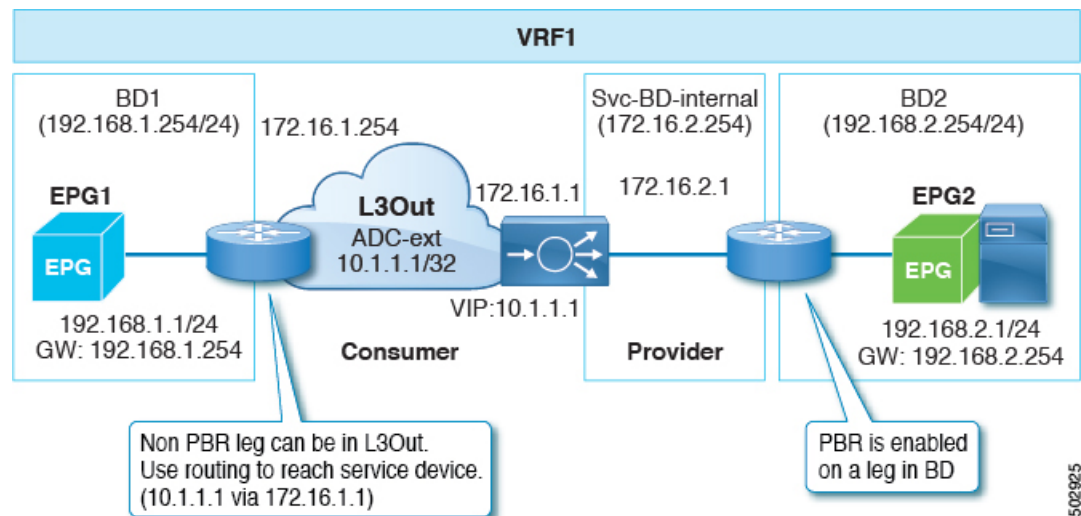 VRF1
BD1
(192.168.1.254/24)
172.16.1.254
EPG1
EPG
192.168.1.1/24
GW: 192.168.1.254
L3Out
ADC-ext
10.1.1.1/32
172.16.1.1
VIP:10.1.1.1
Consumer
Svc-BD-internal
(172.16.2.254)
172.16.2.1
Provider
BD2
(192.168.2.254/24)
EPG2
EPG
192.168.2.1/24
GW: 192.168.2.254
Non PBR leg can be in L3Out.
Use routing to reach service device.
(10.1.1.1 via 172.16.1.1)
PBR is enabled
on a leg in BD
502925